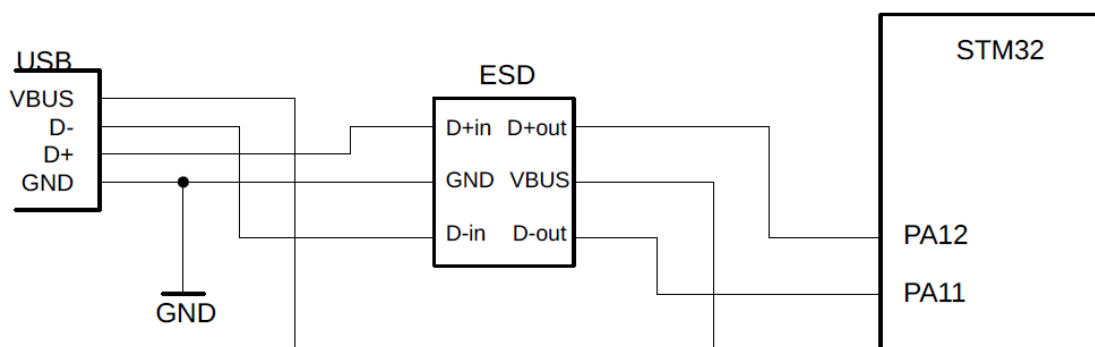 USB
VBUS
D-
D+
GND
GND
ESD
D+in D+out
GND VBUS
D-in D-out
STM32
PA12
PA11